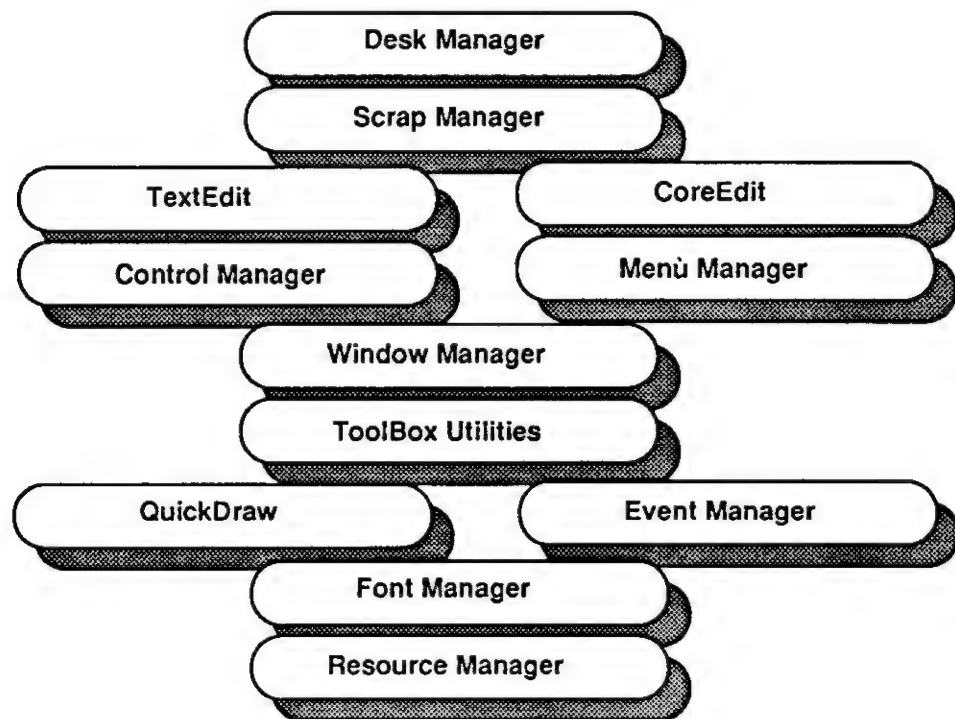 Desk Manager
Scrap Manager
TextEdit
CoreEdit
Control Manager
Menù Manager
Window Manager
ToolBox Utilities
QuickDraw
Event Manager
Font Manager
Resource Manager